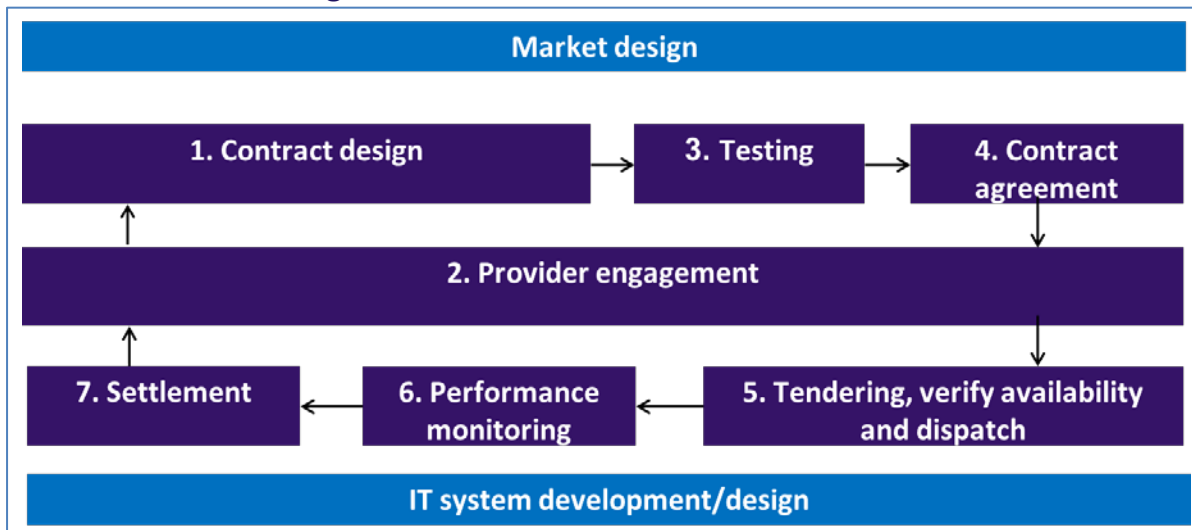 Market design
1. Contract design
3. Testing
4. Contract
agreement
2. Provider engagement
7. Settlement
6. Performance
monitoring
5. Tendering, verify availability
and dispatch
IT system development/design